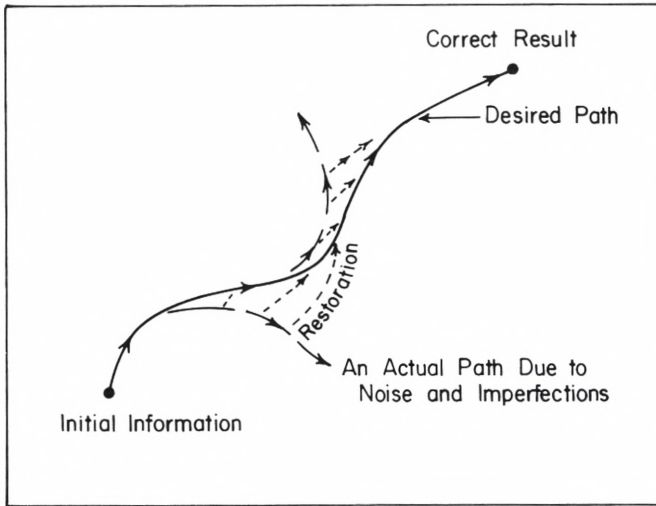 Correct Result
Desired Path
Restoration
An Actual Path Due to
Noise and Imperfections
Initial Information